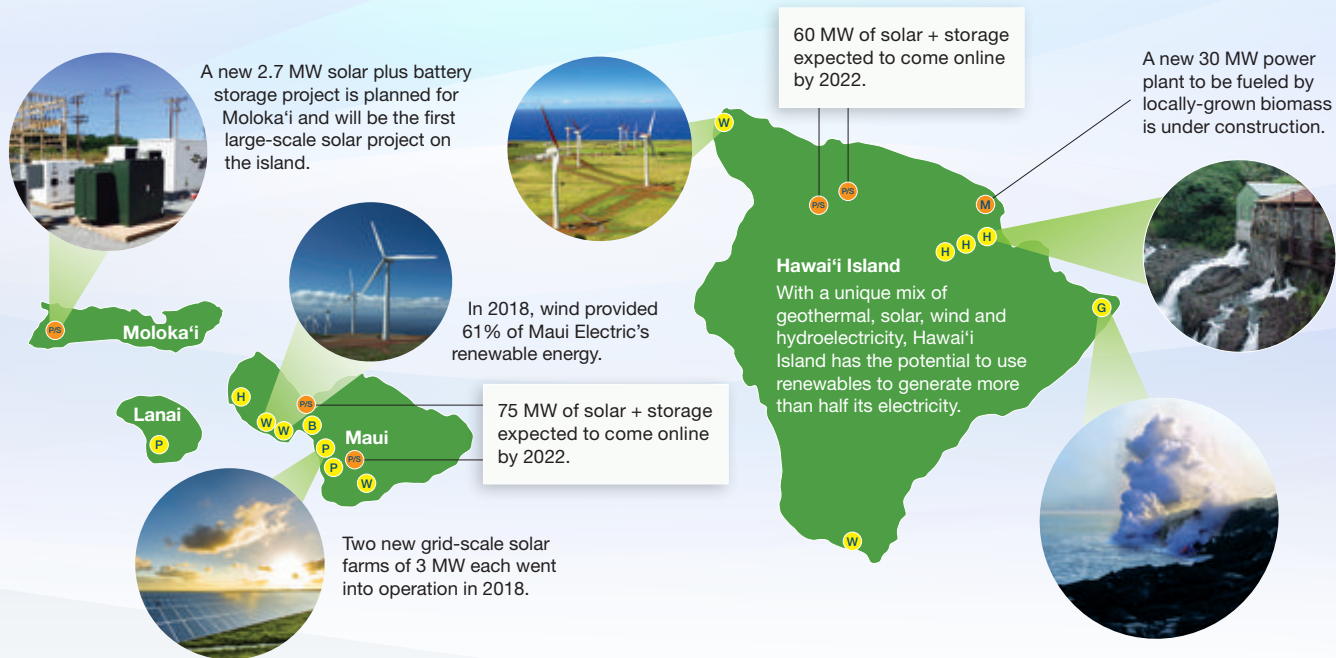 A new 2.7 MW solar plus battery
storage project is planned for
Molokaʻi and will be the first
large-scale solar project on
the island.
60 MW of solar + storage
expected to come online
by 2022.
A new 30 MW power
plant to be fueled by
locally-grown biomass
is under construction.
W
P/S
P/S
M
H
H
H
Hawaiʻi Island
With a unique mix of
geothermal, solar, wind and
hydroelectricity, Hawaiʻi
Island has the potential to use
renewables to generate more
than half its electricity.
G
W
In 2018, wind provided
61% of Maui Electric’s
renewable energy.
P/S
Molokaʻi
Lanai
P
H
P/S
W
W
B
P
Maui
P
P/S
W
75 MW of solar + storage
expected to come online
by 2022.
Two new grid-scale solar
farms of 3 MW each went
into operation in 2018.